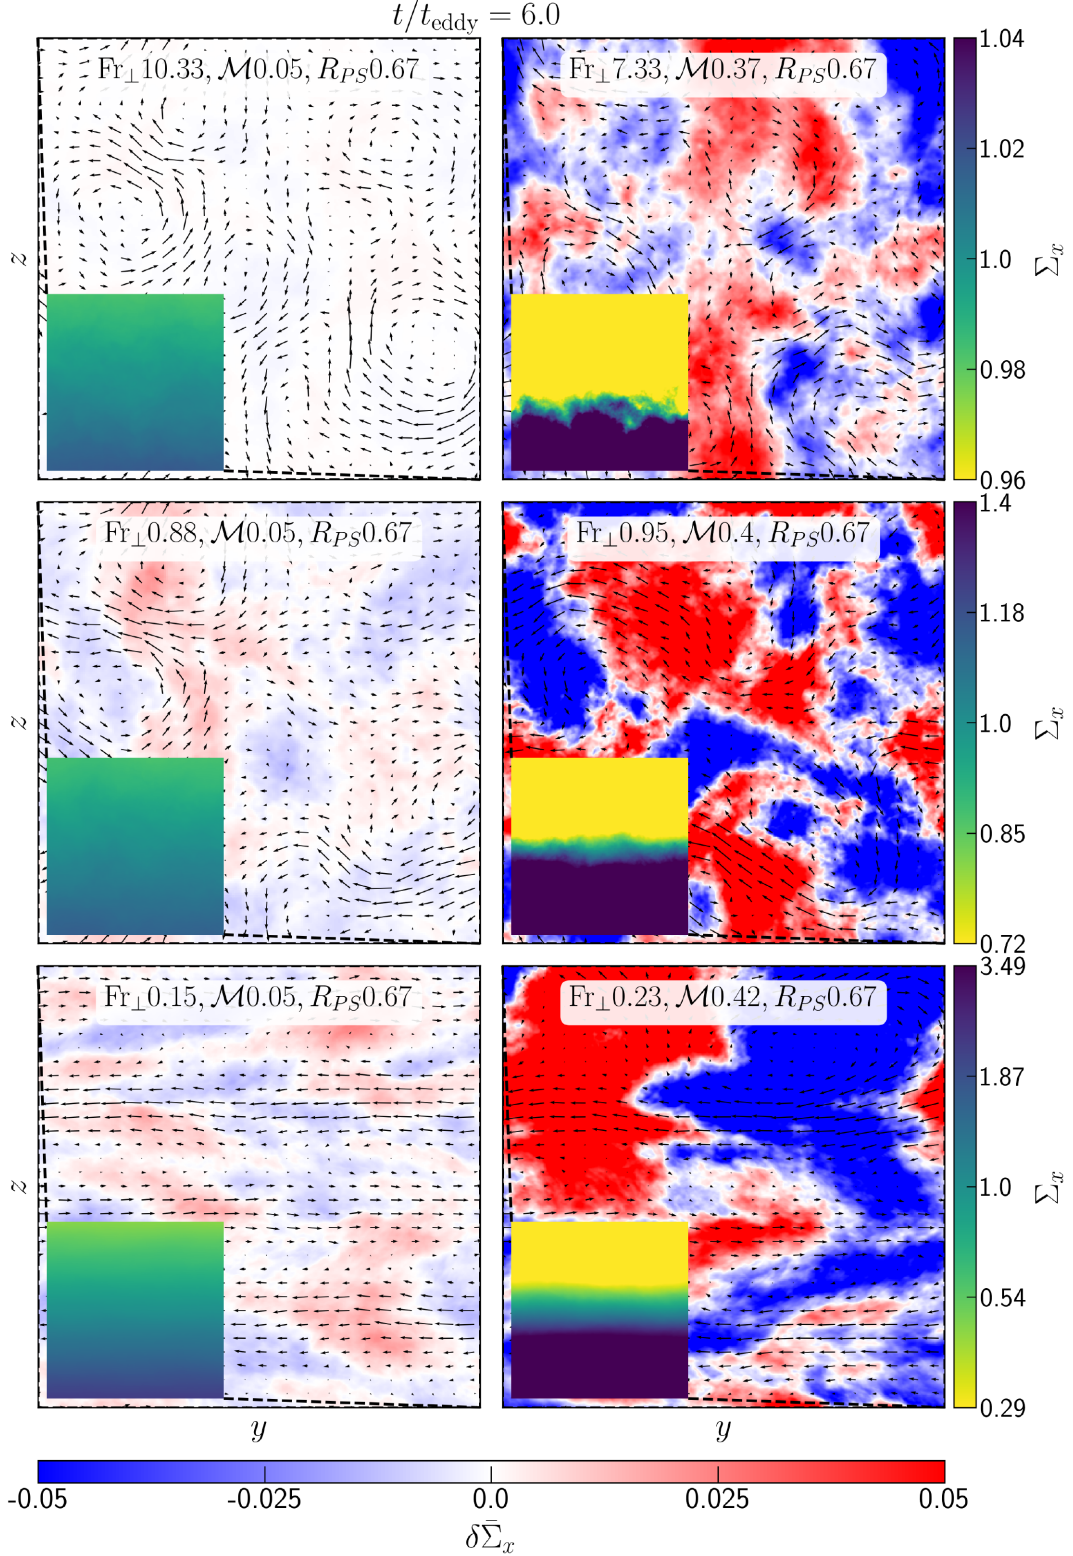 t/t_eddy = 6.0
Fr⊥10.33, ℳ0.05, R_PS0.67
Fr⊥7.33, ℳ0.37, R_PS0.67
z
1.04
1.02
1.0
0.98
0.96
Σ_x
Fr⊥0.88, ℳ0.05, R_PS0.67
Fr⊥0.95, ℳ0.4, R_PS0.67
z
1.4
1.18
1.0
0.85
0.72
Σ_x
Fr⊥0.15, ℳ0.05, R_PS0.67
Fr⊥0.23, ℳ0.42, R_PS0.67
z
3.49
1.87
1.0
0.54
0.29
Σ_x
y
y
-0.05
-0.025
0.0
0.025
0.05
δΣ̄_x